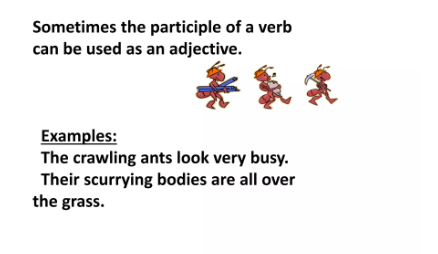 Sometimes the participle of a verb
can be used as an adjective.
Examples:
The crawling ants look very busy.
Their scurrying bodies are all over
the grass.